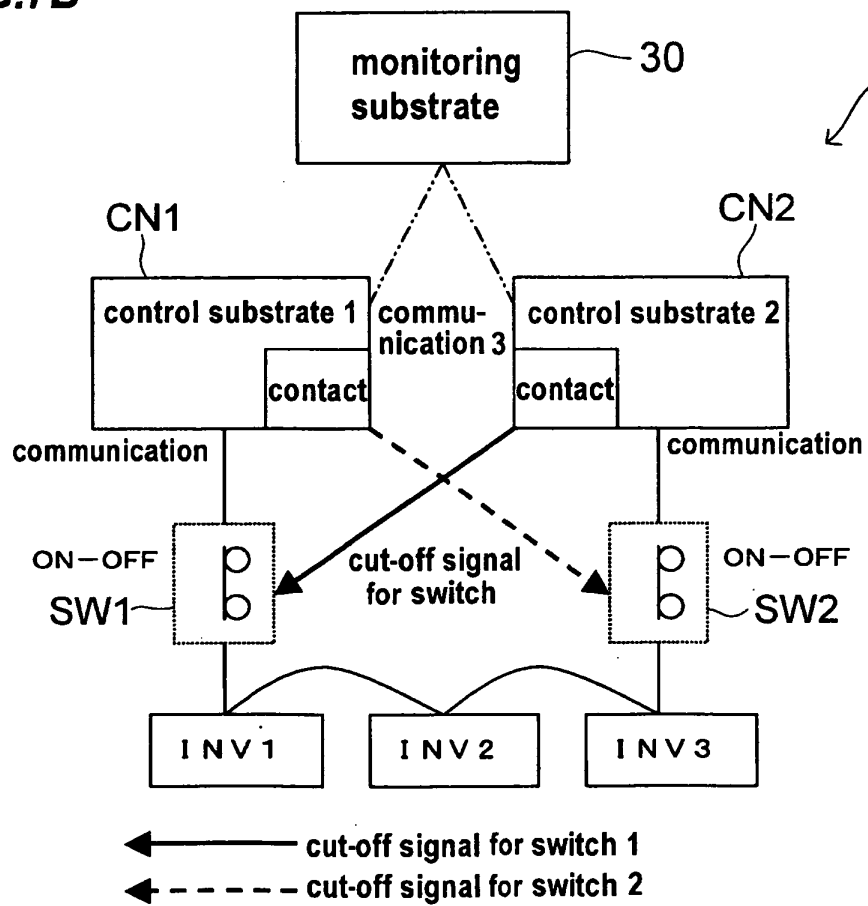 monitoring
substrate
30
CN1
CN2
control substrate 1
commu-
nication 3
control substrate 2
contact
contact
communication
communication
ON-OFF
SW1
cut-off signal
for switch
ON-OFF
SW2
INV1
INV2
INV3
cut-off signal for switch 1
cut-off signal for switch 2